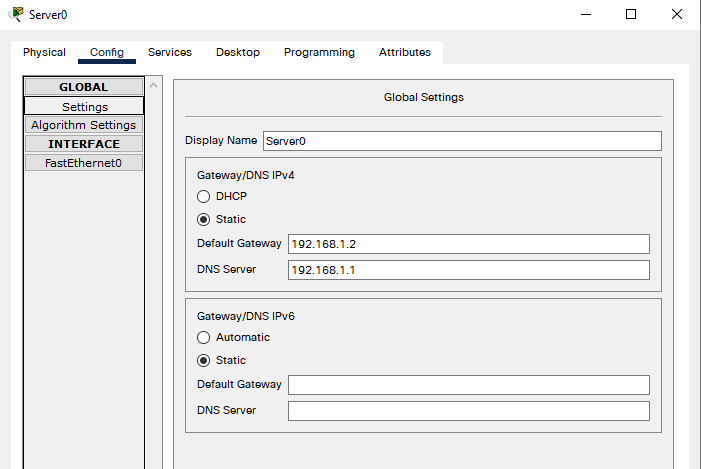 Server0
Physical Config Services Desktop Programming Attributes
GLOBAL
Settings
Algorithm Settings
INTERFACE
FastEthernet0
Global Settings
Display Name Server0
Gateway/DNS IPv4
DHCP
Static
Default Gateway 192.168.1.2
DNS Server 192.168.1.1
Gateway/DNS IPv6
Automatic
Static
Default Gateway
DNS Server